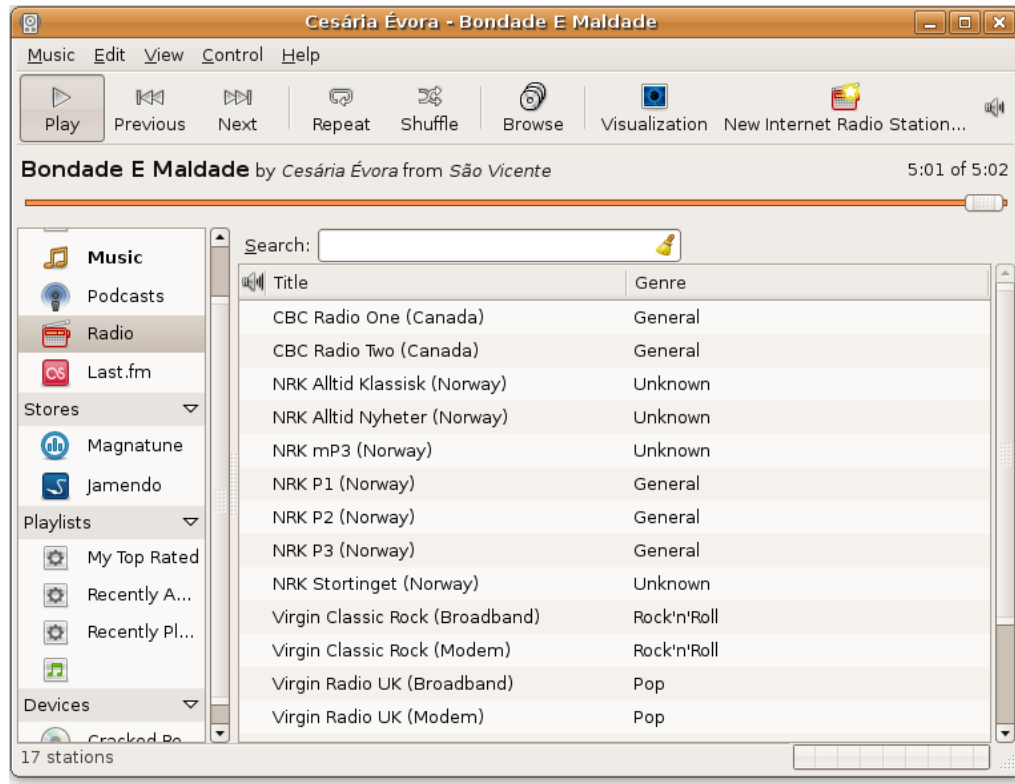 Cesária Évora - Bondade E Maldade
Music Edit View Control Help
Play Previous Next Repeat Shuffle Browse Visualization New Internet Radio Station...
Bondade E Maldade by Cesária Évora from São Vicente 5:01 of 5:02
Music
Podcasts
Radio
Last.fm
Stores
Magnatune
Jamendo
Playlists
My Top Rated
Recently A...
Recently Pl...
Devices
Cracked
Search:
Title Genre
CBC Radio One (Canada) General
CBC Radio Two (Canada) General
NRK Alltid Klassisk (Norway) Unknown
NRK Alltid Nyheter (Norway) Unknown
NRK mP3 (Norway) Unknown
NRK P1 (Norway) General
NRK P2 (Norway) General
NRK P3 (Norway) General
NRK Stortinget (Norway) Unknown
Virgin Classic Rock (Broadband) Rock'n'Roll
Virgin Classic Rock (Modem) Rock'n'Roll
Virgin Radio UK (Broadband) Pop
Virgin Radio UK (Modem) Pop
17 stations